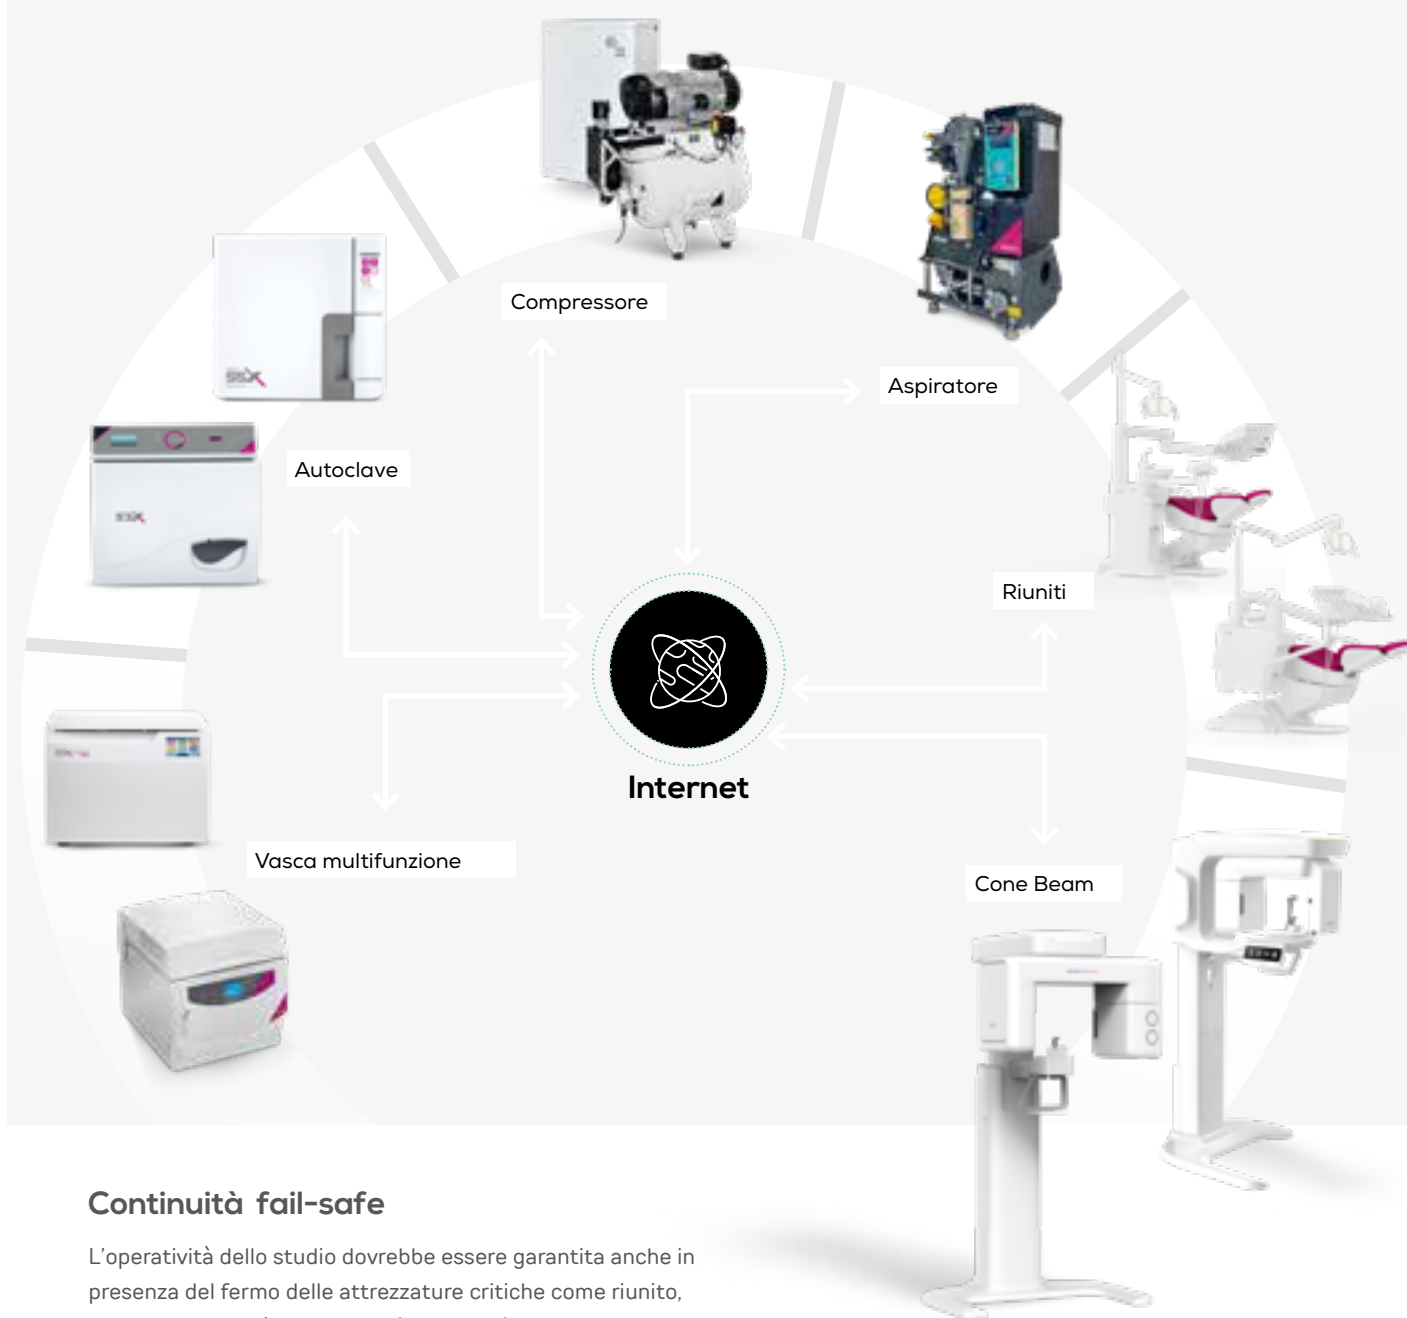 Compressore
Aspiratore
Autoclave
Riuniti
Internet
Vasca multifunzione
Cone Beam
Continuità fail-safe
L'operatività dello studio dovrebbe essere garantita anche in
presenza del fermo delle attrezzature critiche come riunito,